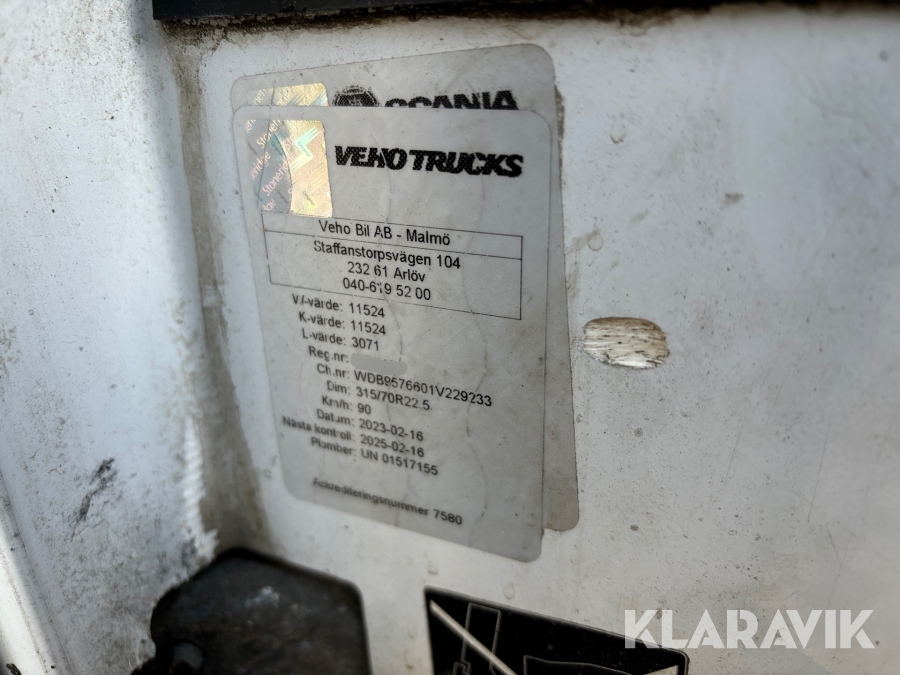 SCANIA
VEHO TRUCKS
Veho Bil AB - Malmö
Staffanstorpsvägen 104
232 61 Arlöv
040-619 52 00
W-värde: 11524
K-värde: 11524
L-värde: 3071
Reg.nr:
Ch.nr: WDB9576601V229233
Dim: 315/70R22.5
Km/h: 90
Datum: 2023-02-16
Nästa kontroll: 2025-02-16
Plomber: UN 01517155
Ackrediteringsnummer 7580
KLARAVIK